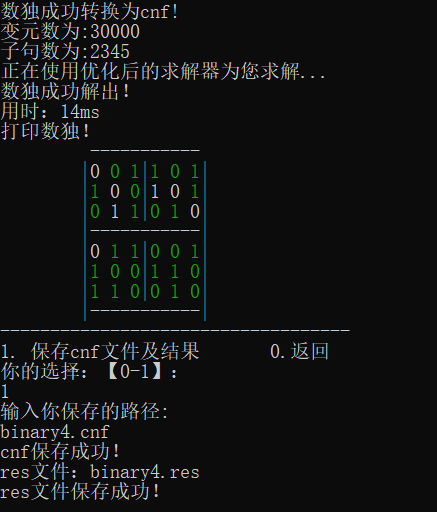 数独成功转换为cnf!
变元数为:30000
子句数为:2345
正在使用优化后的求解器为您求解...
数独成功解出!
用时: 14ms
打印数独!
-----------
|0 0 1|1 0 1|
|1 0 0|1 0 1|
|0 1 1|0 1 0|
|-----------|
|0 1 1|0 0 1|
|1 0 0|1 1 0|
|1 1 0|0 1 0|
|-----------|
-----------------------------------
1. 保存cnf文件及结果 0.返回
你的选择: 【0-1】:
1
输入你保存的路径:
binary4.cnf
cnf保存成功!
res文件: binary4.res
res文件保存成功!